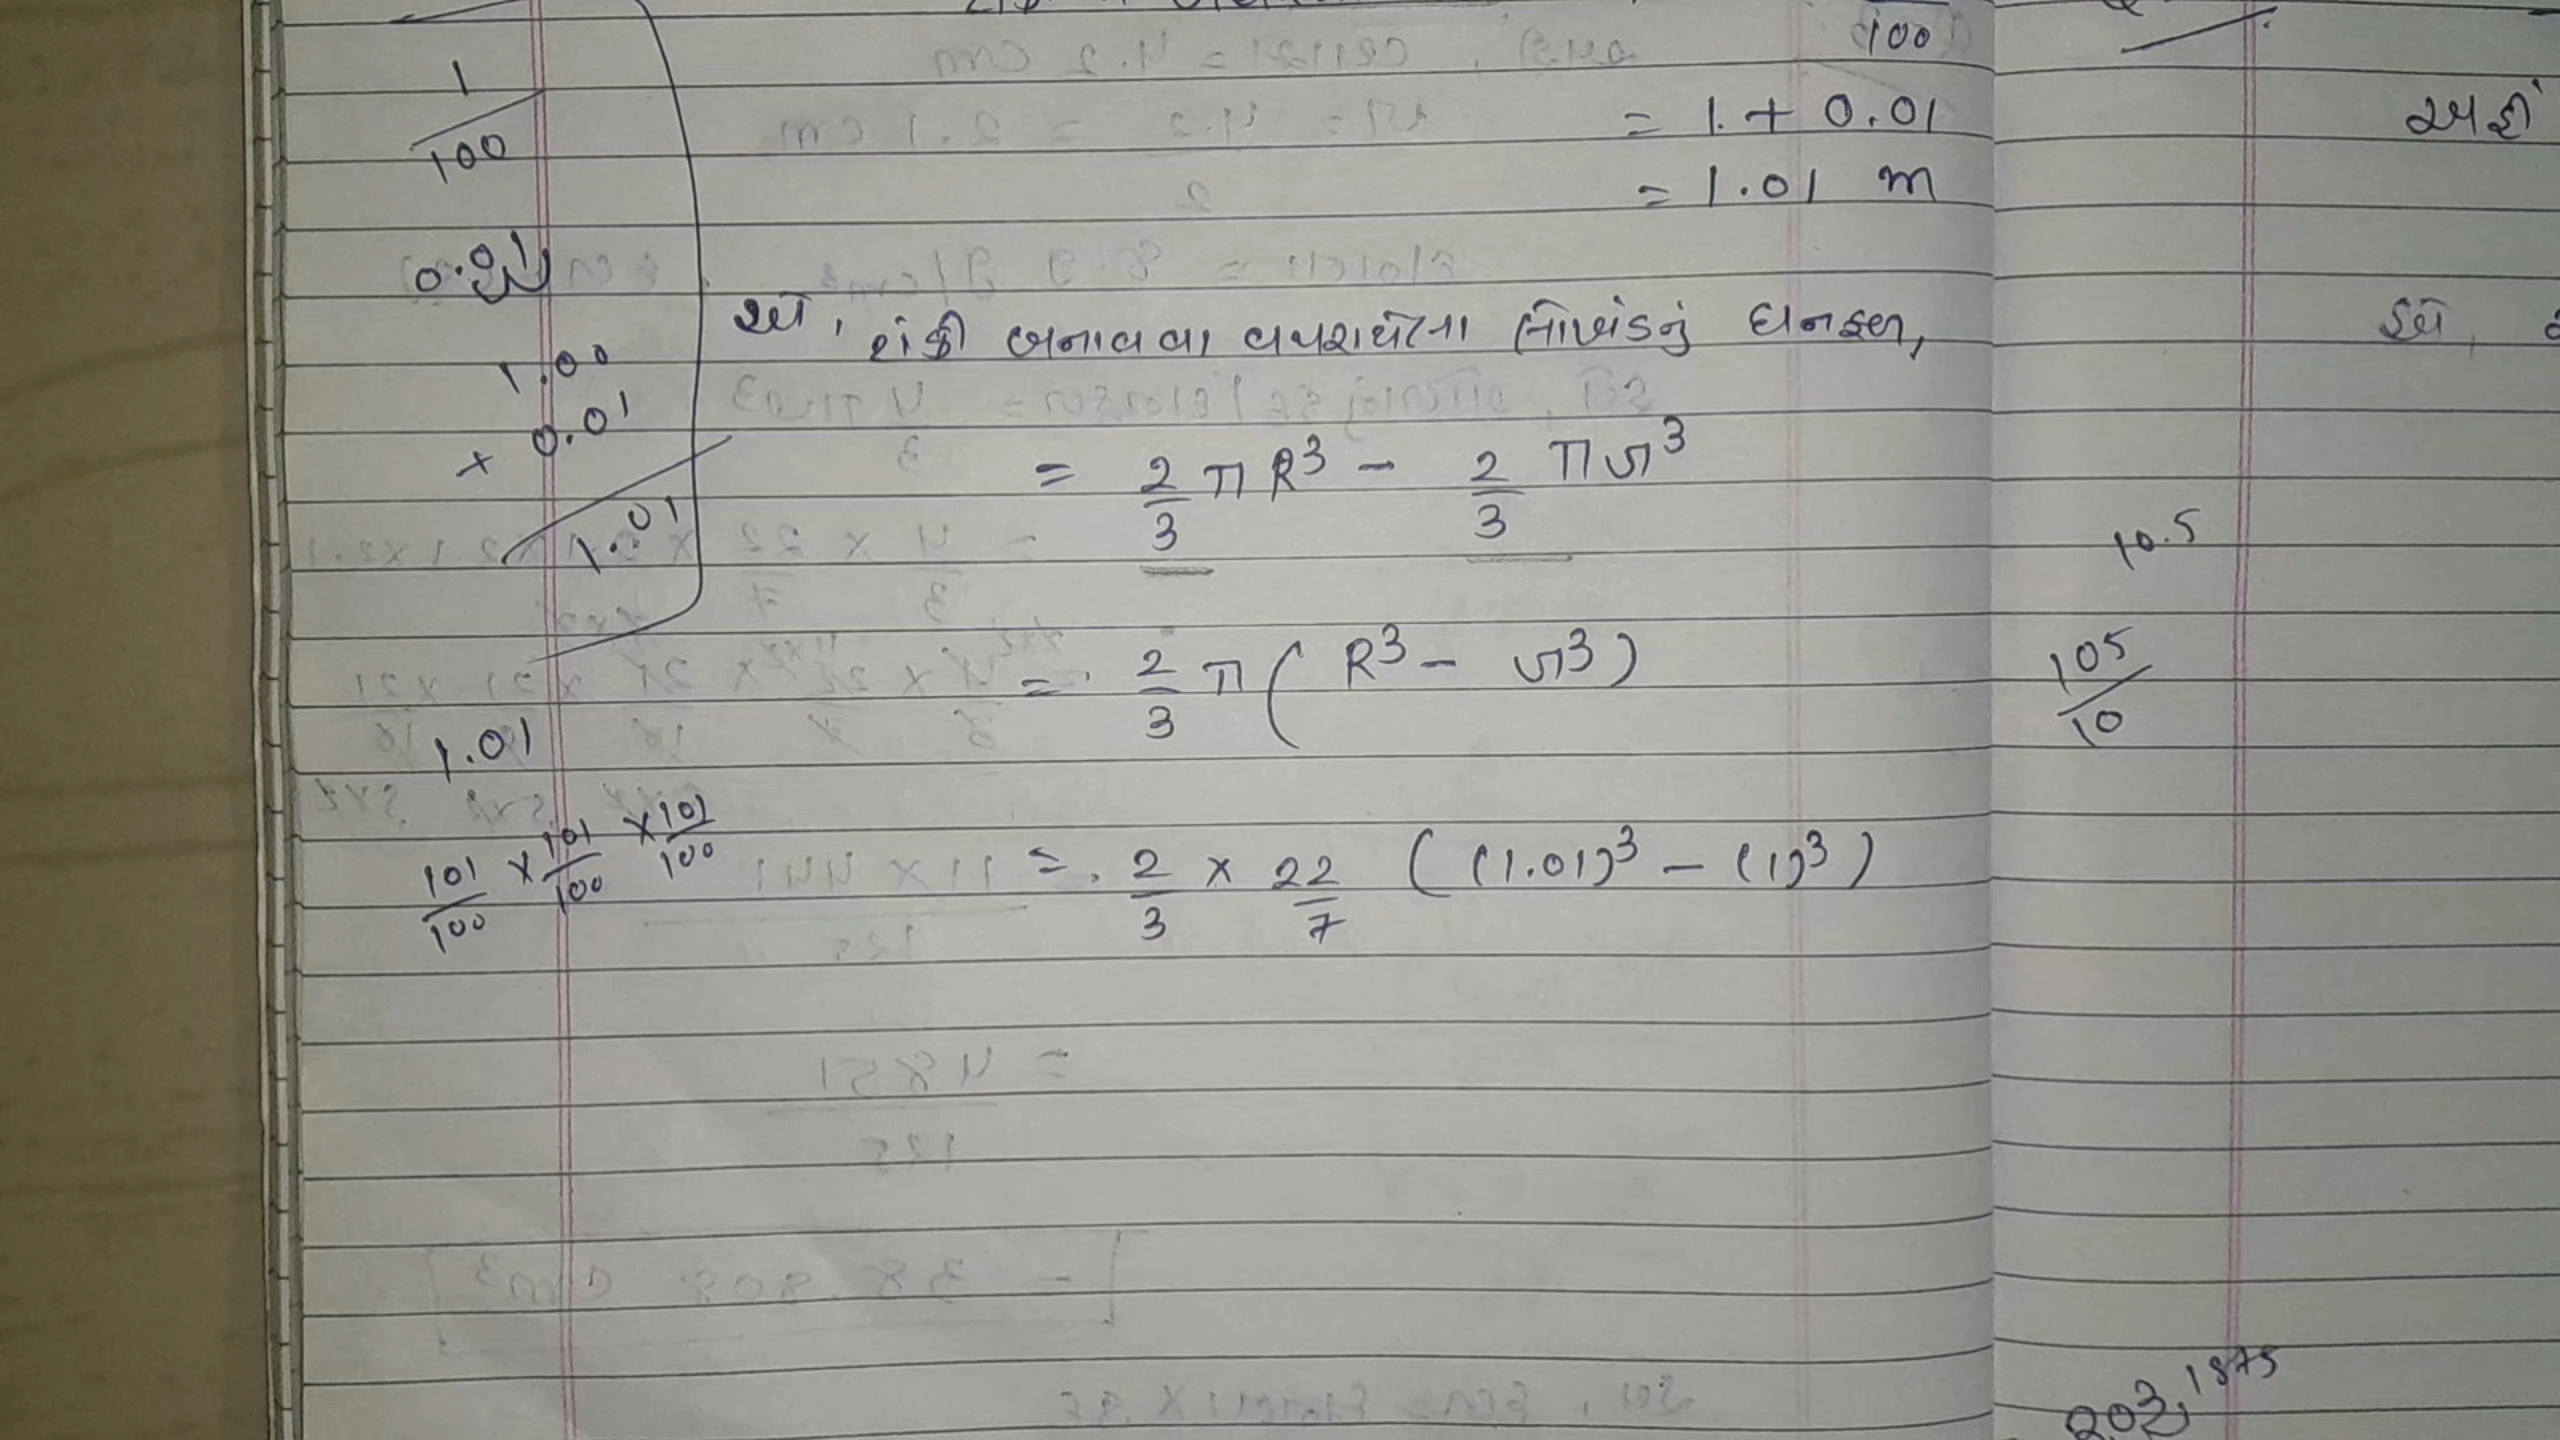 100
= 1 + 0.01
= 1.01 m
હવે, ટાંકી બનાવવા વપરાયેલા લોખંડનું ઘનફળ,
= 2/3 π R³ - 2/3 π r³
= 2/3 π ( R³ - r³ )
= 2/3 × 22/7 ( (1.01)³ - (1)³ )
1/100
0.01
1.00
× 0.01
1.01
1.01
101/100 × 101/100 × 101/100
અહીં
હવે,
10.5
105/10
1875